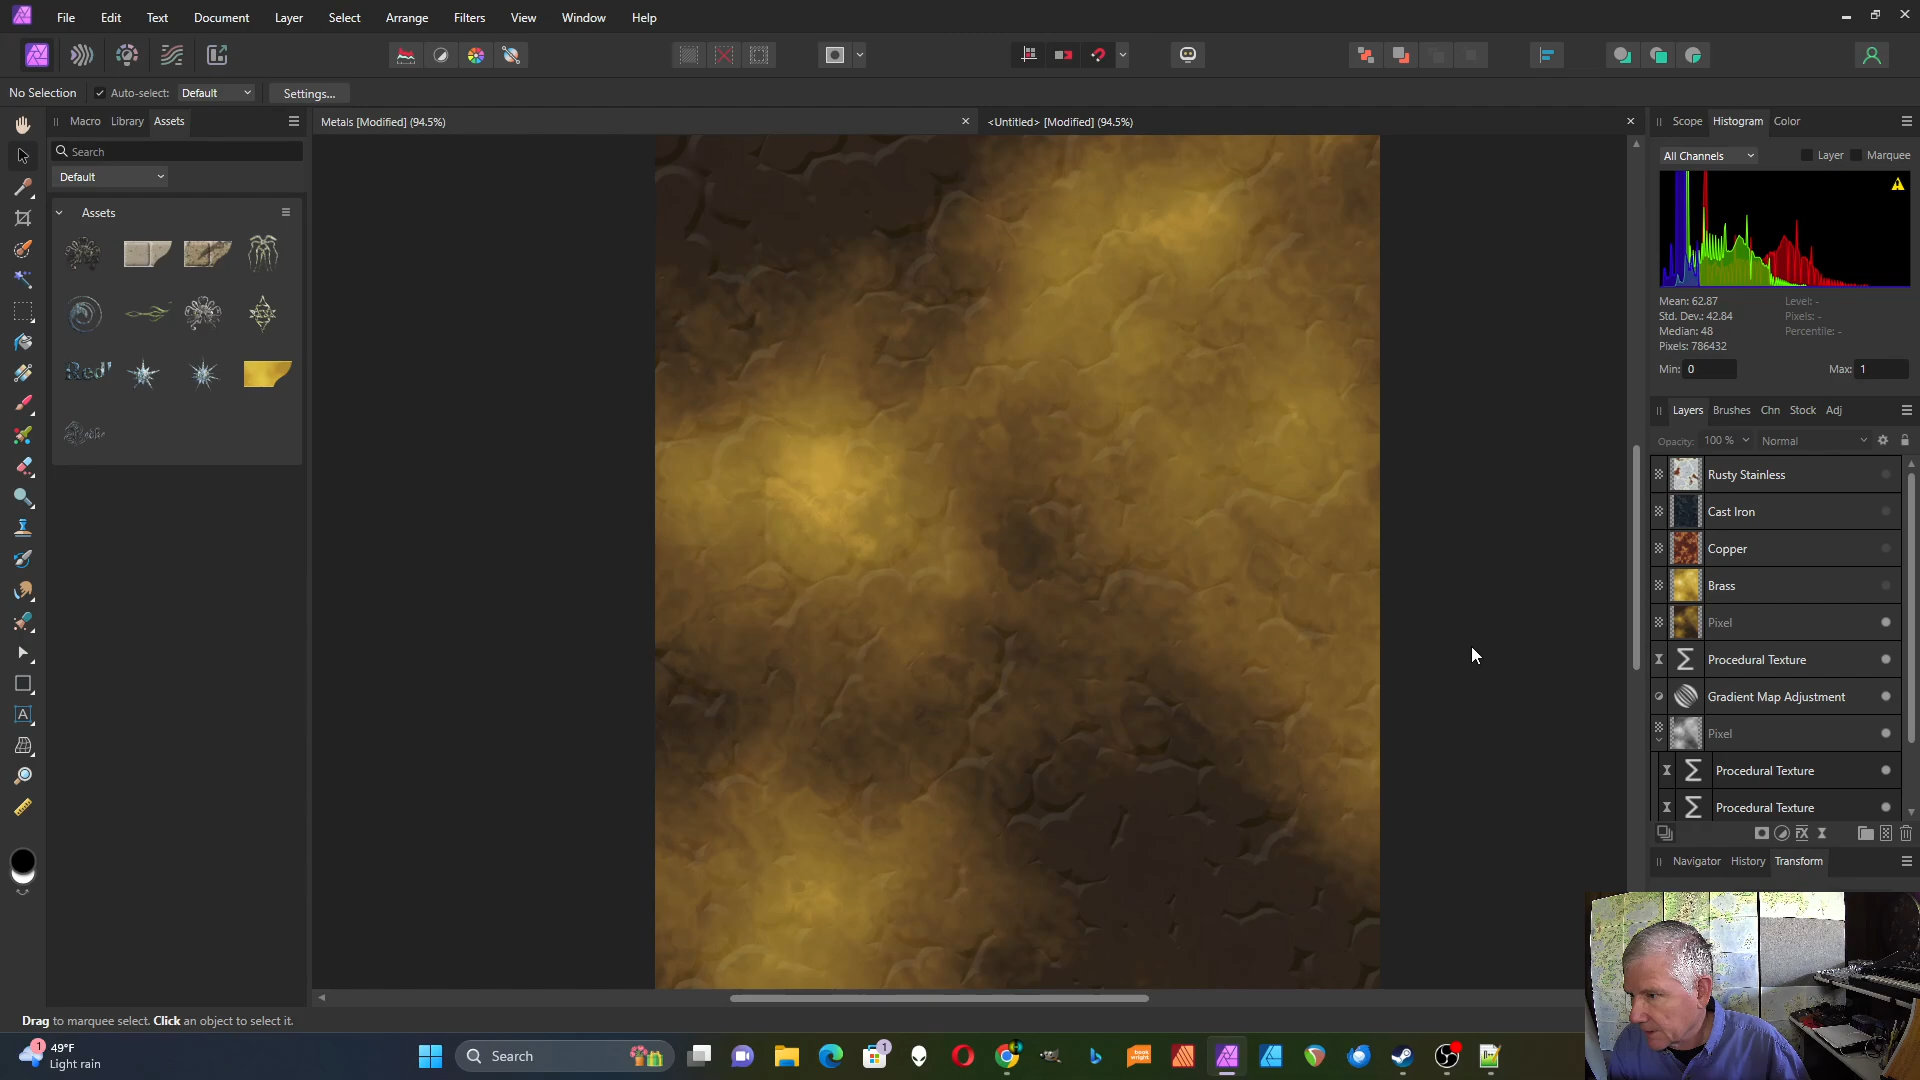 File Edit Text Document Layer Select Arrange Filters View Window Help
No Selection Auto-select: Default Settings...
Macro Library Assets
Metals [Modified] (94.5%)
<Untitled> [Modified] (94.5%)
Scope Histogram Color
Search
Default
Assets
All Channels Layer Marquee
Mean: 62.87 Level: -
Std. Dev.: 42.84 Pixels: -
Median: 48 Percentile: -
Pixels: 786432
Min: 0 Max: 1
Layers Brushes Chn Stock Adj
Opacity: 100 % Normal
Rusty Stainless
Cast Iron
Copper
Brass
Pixel
Procedural Texture
Gradient Map Adjustment
Pixel
Procedural Texture
Procedural Texture
Navigator History Transform
Drag to marquee select. Click an object to select it.
1 49°F
Light rain
Search
1